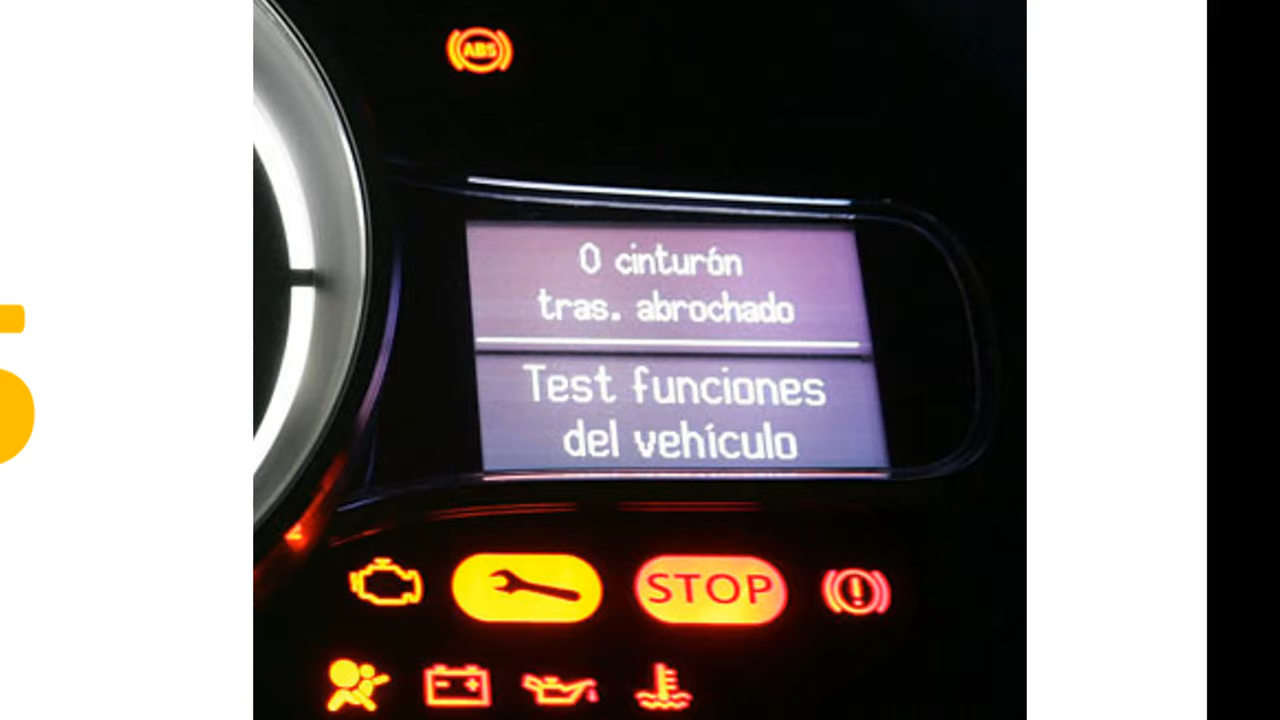 ABS
0 cinturón
tras. abrochado
Test funciones
del vehículo
STOP